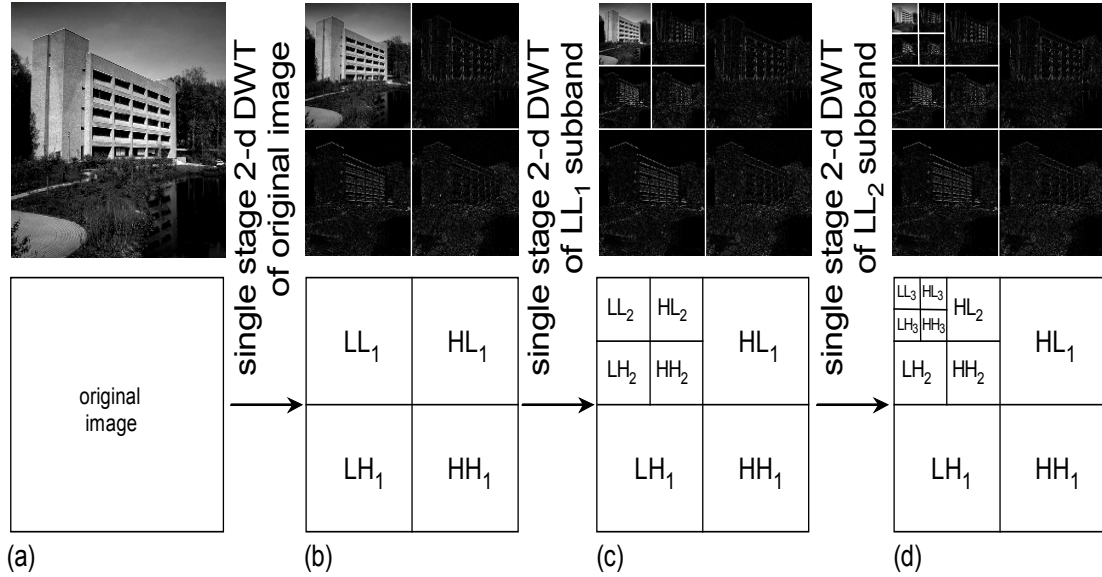 single stage 2-d DWT
of original image
single stage 2-d DWT
of LL₁ subband
single stage 2-d DWT
of LL₂ subband
original
image
LL₁ HL₁
LH₁ HH₁
LL₂ HL₂
LH₂ HH₂
HL₁
LH₁ HH₁
LL₃ HL₃
LH₃ HH₃
HL₂
LH₂ HH₂
HL₁
LH₁ HH₁
(a) (b) (c) (d)